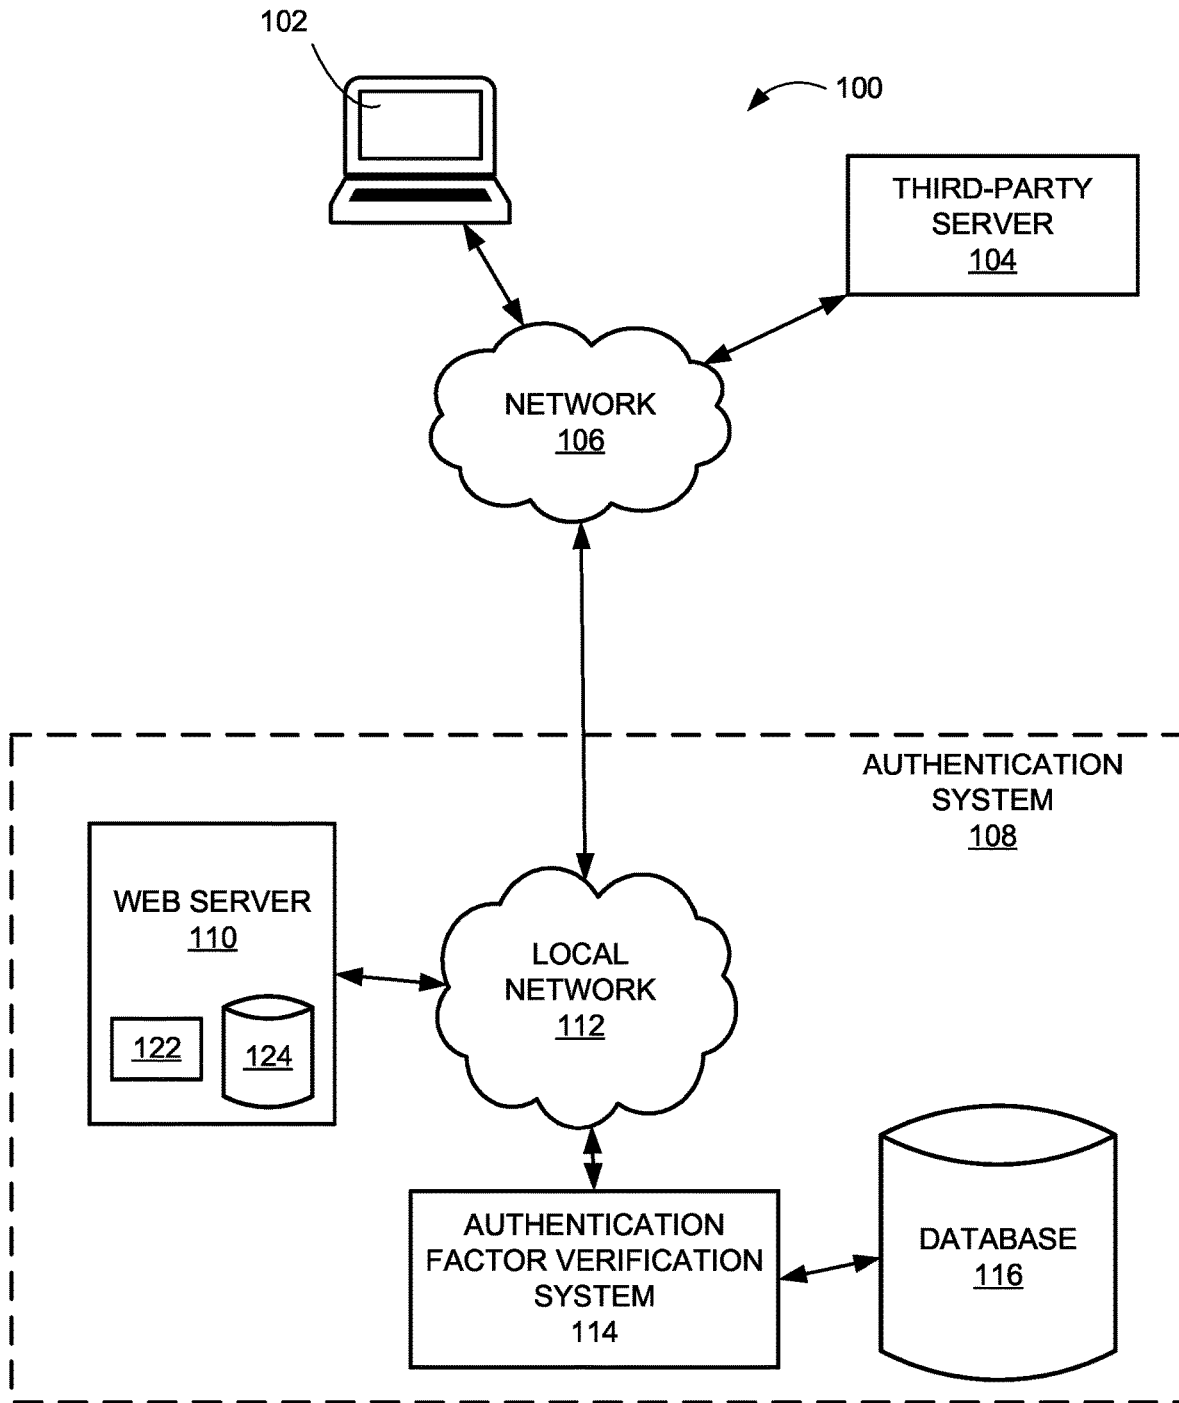 102
100
THIRD-PARTY
SERVER
104
NETWORK
106
AUTHENTICATION
SYSTEM
108
WEB SERVER
110
122
124
LOCAL
NETWORK
112
AUTHENTICATION
FACTOR VERIFICATION
SYSTEM
114
DATABASE
116